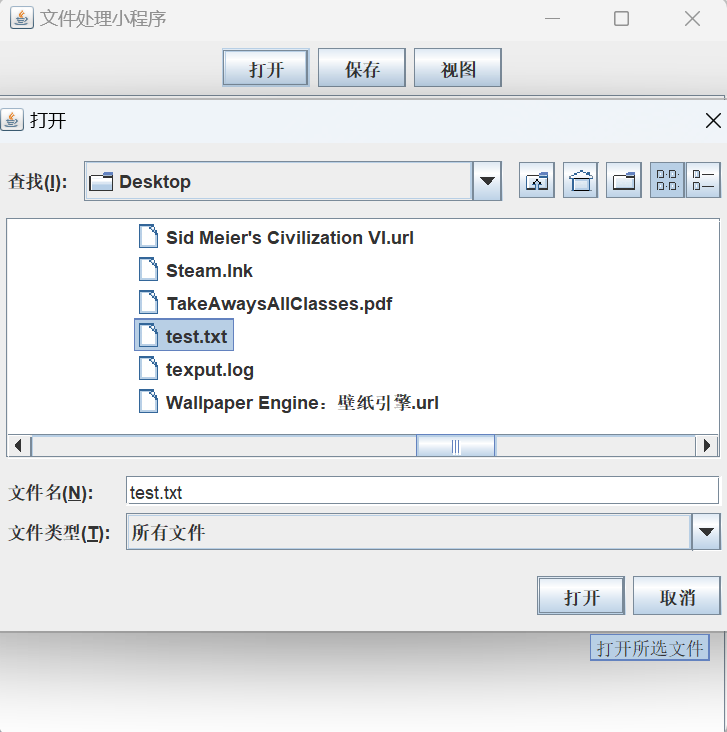 文件处理小程序
打开 保存 视图
打开
查找(I): Desktop
Sid Meier's Civilization VI.url
Steam.lnk
TakeAwaysAllClasses.pdf
test.txt
texput.log
Wallpaper Engine：壁纸引擎.url
文件名(N): test.txt
文件类型(T): 所有文件
打开 取消
打开所选文件